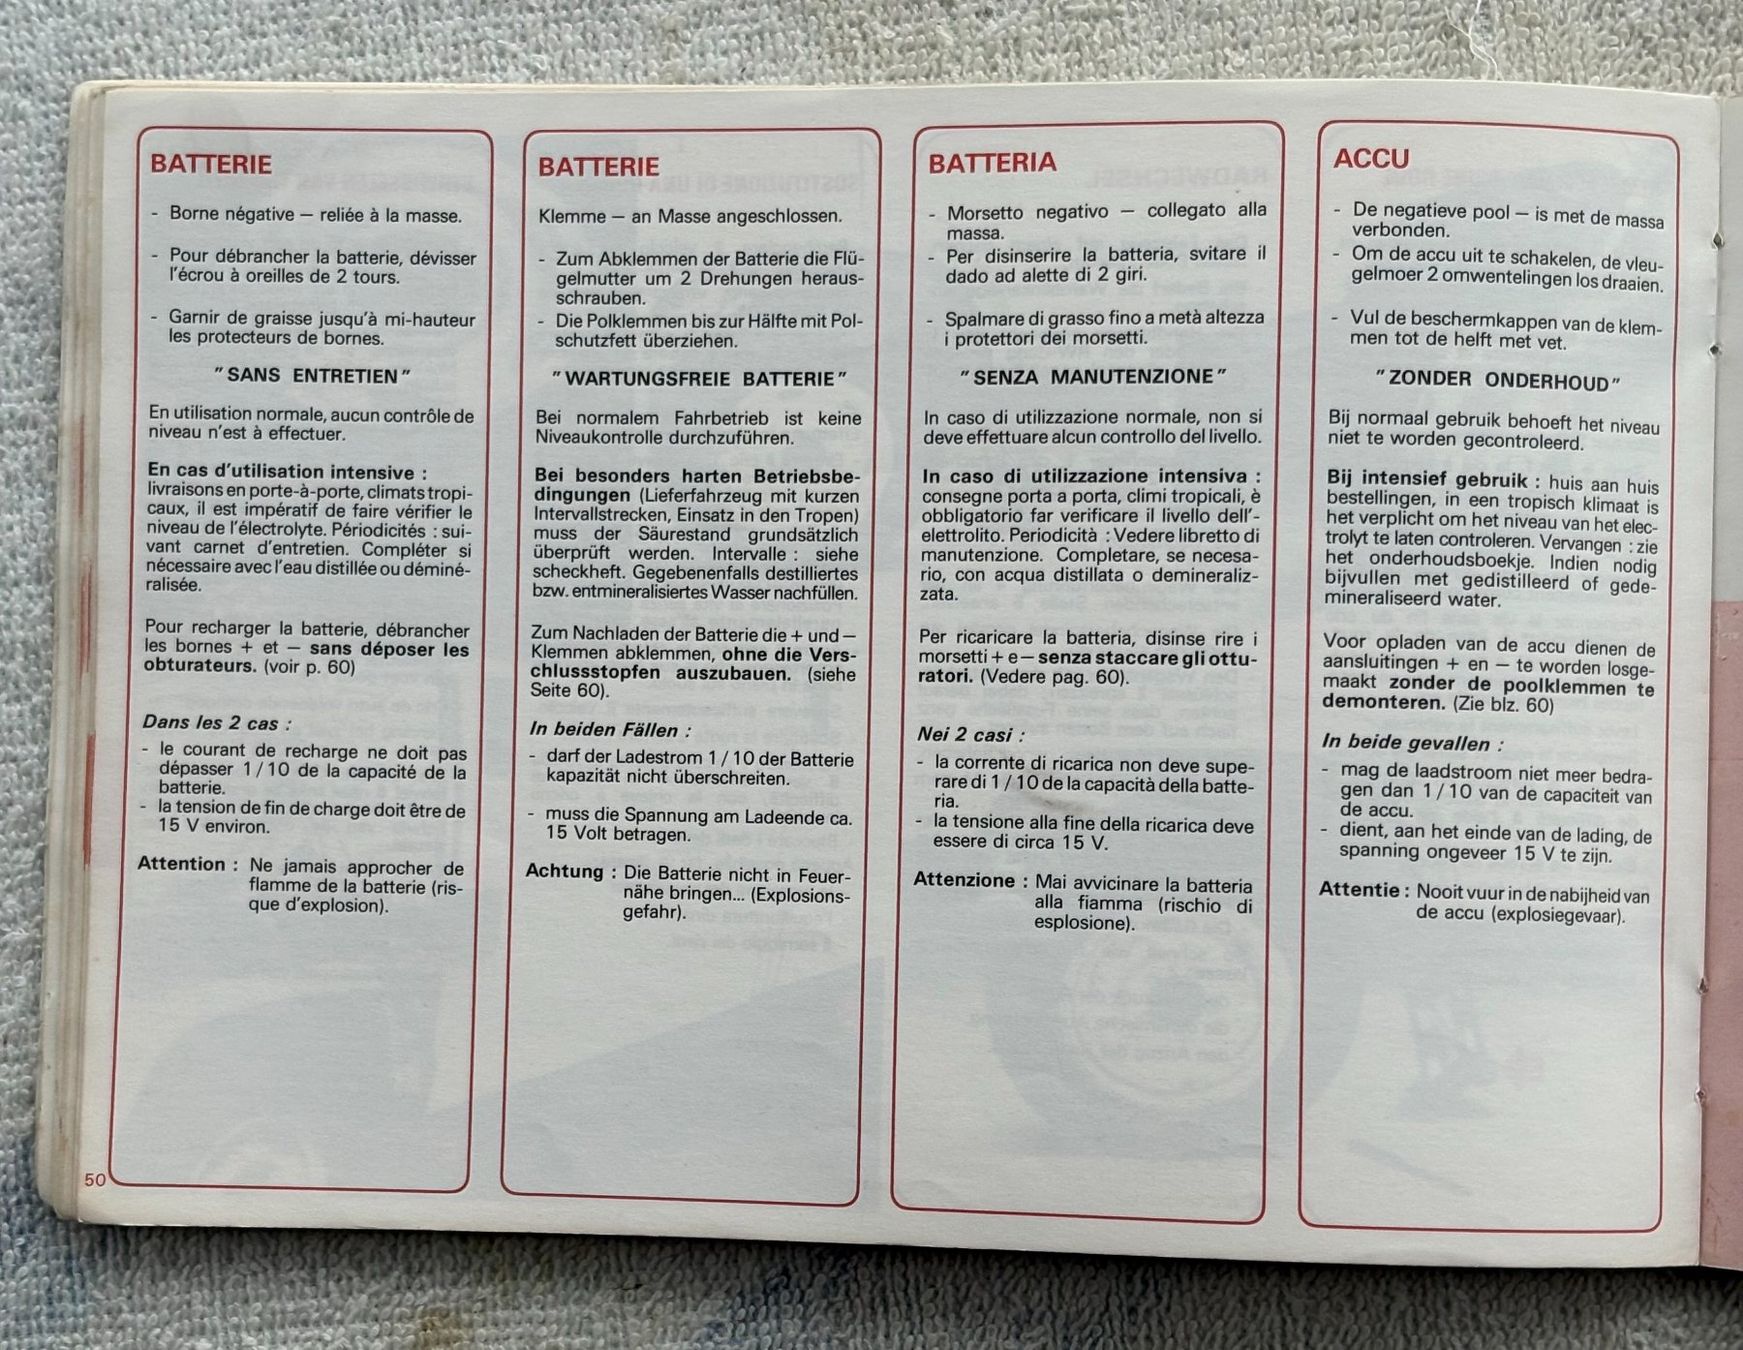 BATTERIE
- Borne négative — reliée à la masse.
- Pour débrancher la batterie, dévisser
l'écrou à oreilles de 2 tours.
- Garnir de graisse jusqu'à mi-hauteur
les protecteurs de bornes.
"SANS ENTRETIEN"
En utilisation normale, aucun contrôle de
niveau n'est à effectuer.
En cas d'utilisation intensive :
livraisons en porte-à-porte, climats tropi-
caux, il est impératif de faire vérifier le
niveau de l'électrolyte. Périodicités : sui-
vant carnet d'entretien. Compléter si
nécessaire avec l'eau distillée ou déminé-
ralisée.
Pour recharger la batterie, débrancher
les bornes + et — sans déposer les
obturateurs. (voir p. 60)
Dans les 2 cas :
- le courant de recharge ne doit pas
dépasser 1/10 de la capacité de la
batterie.
- la tension de fin de charge doit être de
15 V environ.
Attention : Ne jamais approcher de
flamme de la batterie (ris-
que d'explosion).
50
BATTERIE
Klemme — an Masse angeschlossen.
- Zum Abklemmen der Batterie die Flü-
gelmutter um 2 Drehungen heraus-
schrauben.
- Die Polklemmen bis zur Hälfte mit Pol-
schutzfett überziehen.
"WARTUNGSFREIE BATTERIE"
Bei normalem Fahrbetrieb ist keine
Niveaukontrolle durchzuführen.
Bei besonders harten Betriebsbe-
dingungen (Lieferfahrzeug mit kurzen
Intervallstrecken, Einsatz in den Tropen)
muss der Säurestand grundsätzlich
überprüft werden. Intervalle : siehe
scheckheft. Gegebenenfalls destilliertes
bzw. entmineralisiertes Wasser nachfüllen.
Zum Nachladen der Batterie die + und —
Klemmen abklemmen, ohne die Vers-
chlussstopfen auszubauen. (siehe
Seite 60).
In beiden Fällen :
- darf der Ladestrom 1/10 der Batterie
kapazität nicht überschreiten.
- muss die Spannung am Ladeende ca.
15 Volt betragen.
Achtung : Die Batterie nicht in Feuer-
nähe bringen... (Explosions-
gefahr).
BATTERIA
- Morsetto negativo — collegato alla
massa.
- Per disinserire la batteria, svitare il
dado ad alette di 2 giri.
- Spalmare di grasso fino a metà altezza
i protettori dei morsetti.
"SENZA MANUTENZIONE"
In caso di utilizzazione normale, non si
deve effettuare alcun controllo del livello.
In caso di utilizzazione intensiva :
consegne porta a porta, climi tropicali, è
obbligatorio far verificare il livello dell'-
elettrolito. Periodicità : Vedere libretto di
manutenzione. Completare, se necesa-
rio, con acqua distillata o demineraliz-
zata.
Per ricaricare la batteria, disinse rire i
morsetti + e — senza staccare gli ottu-
ratori. (Vedere pag. 60).
Nei 2 casi :
- la corrente di ricarica non deve supe-
rare di 1/10 de la capacità della batte-
ria.
- la tensione alla fine della ricarica deve
essere di circa 15 V.
Attenzione : Mai avvicinare la batteria
alla fiamma (rischio di
esplosione).
ACCU
- De negatieve pool — is met de massa
verbonden.
- Om de accu uit te schakelen, de vleu-
gelmoer 2 omwentelingen los draaien.
- Vul de beschermkappen van de klem-
men tot de helft met vet.
"ZONDER ONDERHOUD"
Bij normaal gebruik behoeft het niveau
niet te worden gecontroleerd.
Bij intensief gebruik : huis aan huis
bestellingen, in een tropisch klimaat is
het verplicht om het niveau van het elec-
trolyt te laten controleren. Vervangen : zie
het onderhoudsboekje. Indien nodig
bijvullen met gedistilleerd of gede-
mineraliseerd water.
Voor opladen van de accu dienen de
aansluitingen + en — te worden losge-
maakt zonder de poolklemmen te
demonteren. (Zie blz. 60)
In beide gevallen :
- mag de laadstroom niet meer bedra-
gen dan 1/10 van de capaciteit van
de accu.
- dient, aan het einde van de lading, de
spanning ongeveer 15 V te zijn.
Attentie : Nooit vuur in de nabijheid van
de accu (explosiegevaar).